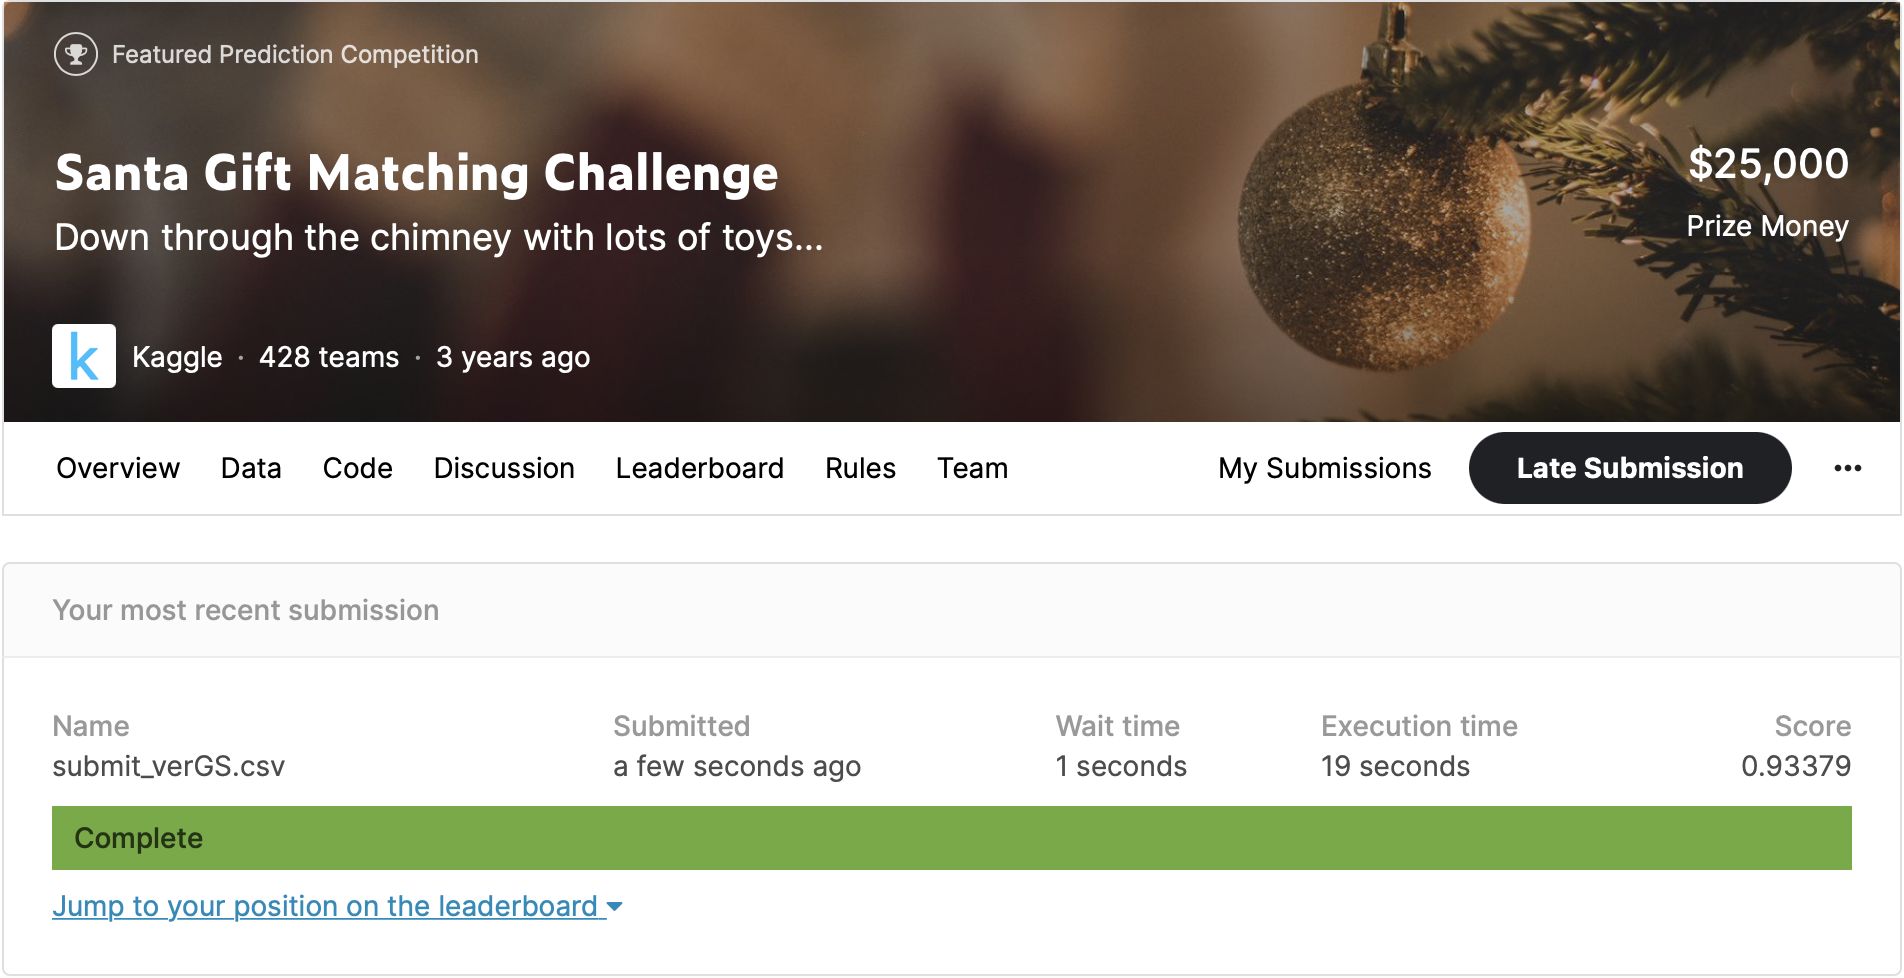 Featured Prediction Competition
Santa Gift Matching Challenge
$25,000
Down through the chimney with lots of toys...
Prize Money
k
Kaggle · 428 teams · 3 years ago
Overview Data Code Discussion Leaderboard Rules Team My Submissions Late Submission •••
Your most recent submission
Name Submitted Wait time Execution time Score
submit_verGS.csv a few seconds ago 1 seconds 19 seconds 0.93379
Complete
Jump to your position on the leaderboard